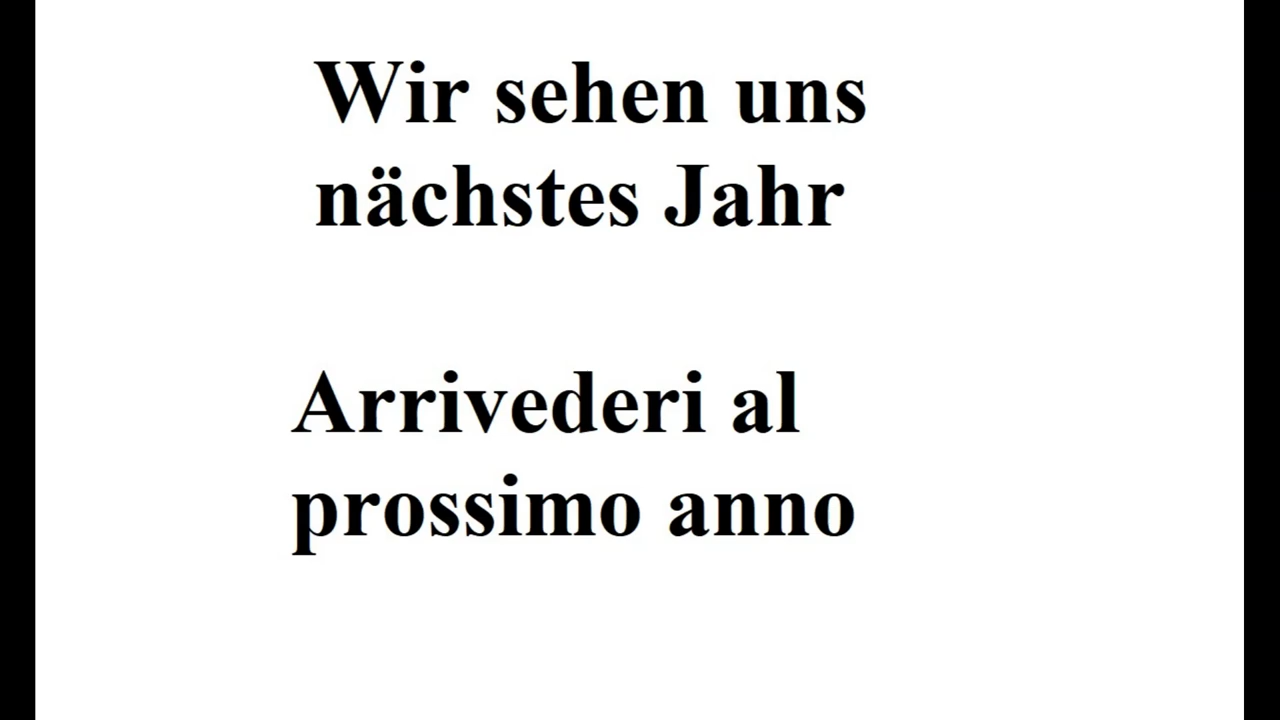 Wir sehen uns
nächstes Jahr
Arrivederi al
prossimo anno